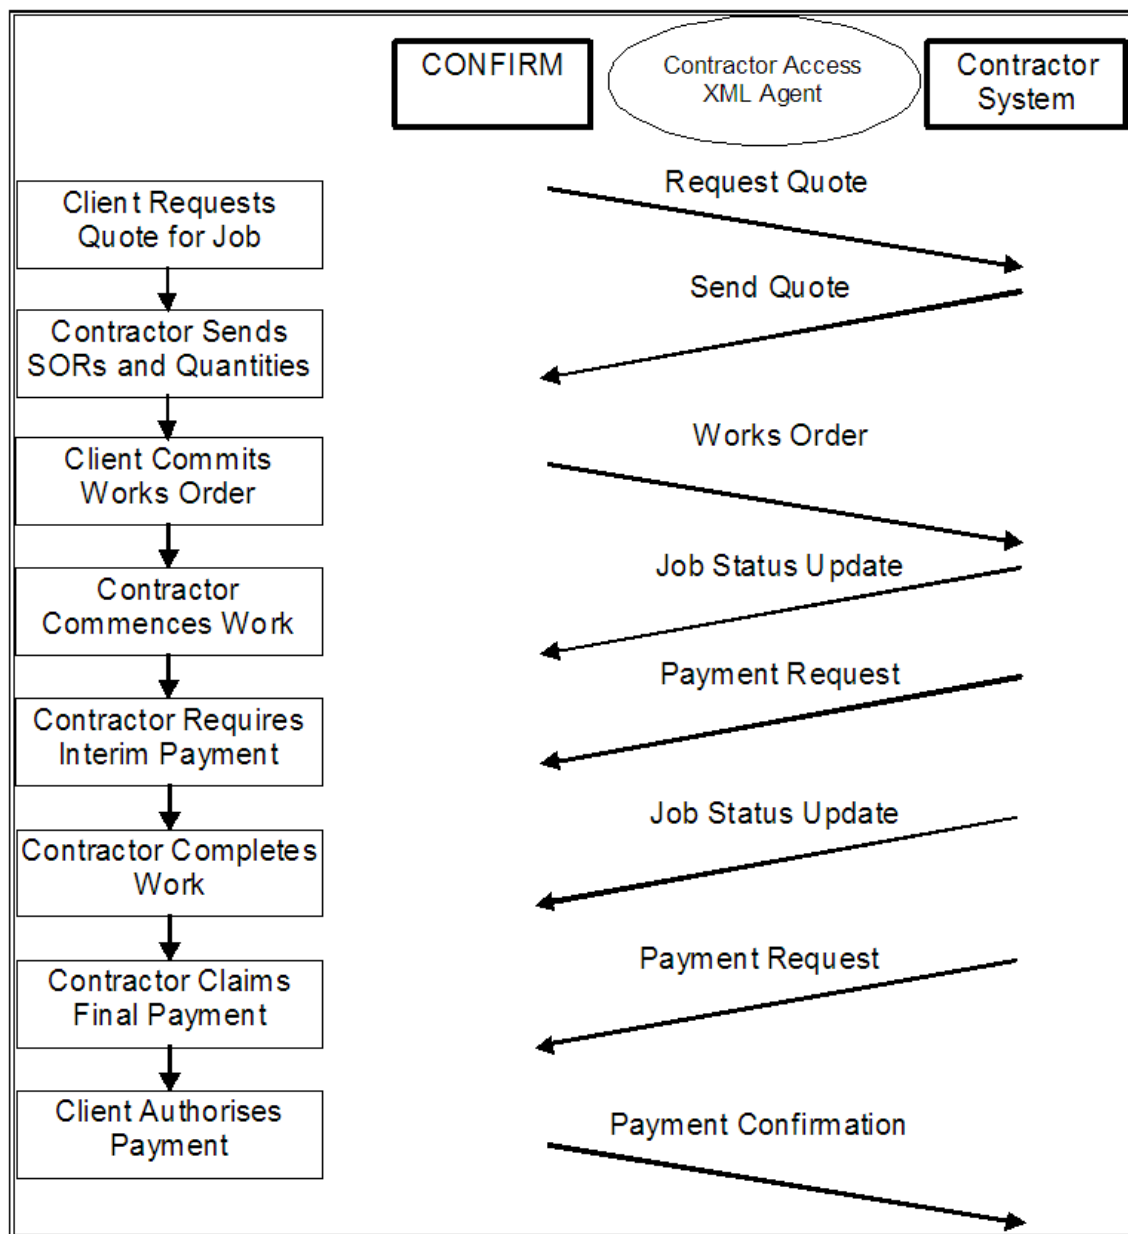 CONFIRM
Contractor Access
XML Agent
Contractor
System
Client Requests
Quote for Job
Request Quote
Send Quote
Contractor Sends
SORs and Quantities
Client Commits
Works Order
Works Order
Contractor
Commences Work
Job Status Update
Contractor Requires
Interim Payment
Payment Request
Contractor Completes
Work
Job Status Update
Contractor Claims
Final Payment
Payment Request
Client Authorises
Payment
Payment Confirmation